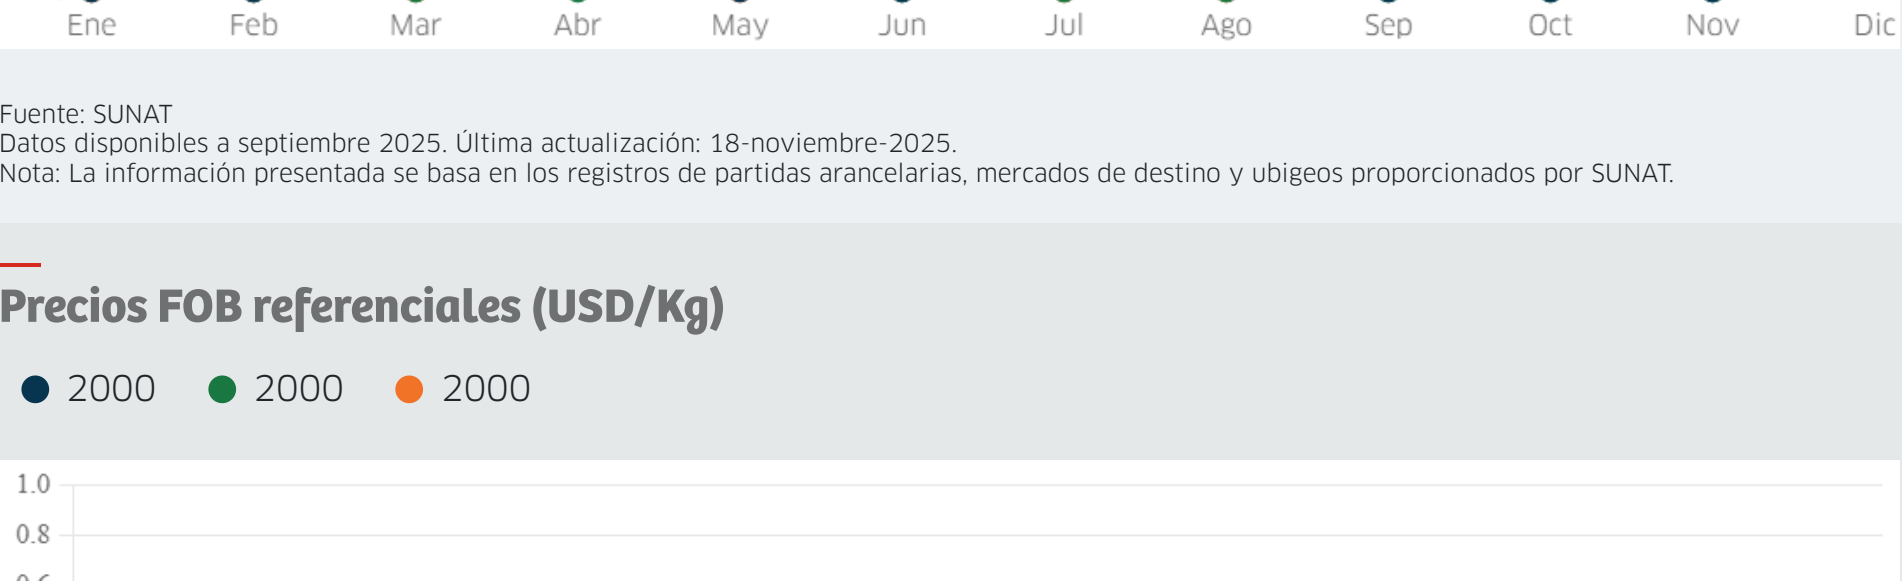 Ene Feb Mar Abr May Jun Jul Ago Sep Oct Nov Dic
Fuente: SUNAT
Datos disponibles a septiembre 2025. Última actualización: 18-noviembre-2025.
Nota: La información presentada se basa en los registros de partidas arancelarias, mercados de destino y ubigeos proporcionados por SUNAT.
Precios FOB referenciales (USD/Kg)
2000 2000 2000
1.0
0.8